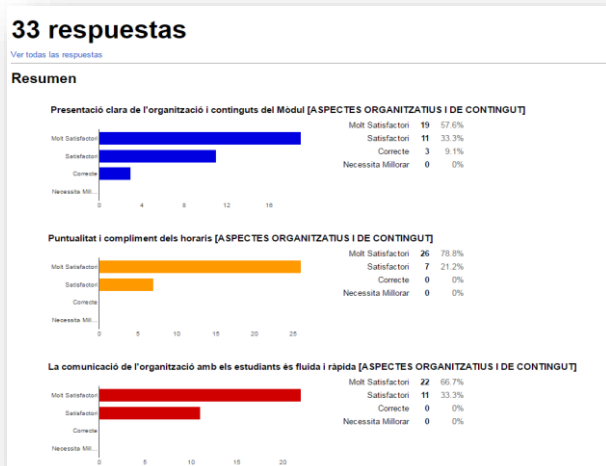 33 respuestas
Ver todas las respuestas
Resumen
Presentació clara de l'organització i continguts del Mòdul [ASPECTES ORGANITZATIUS I DE CONTINGUT]
Molt Satisfactori 19 57.6%
Satisfactori 11 33.3%
Correcte 3 9.1%
Necessita Millorar 0 0%
Molt Satisfactori
Satisfactori
Correcte
Necessita Mill...
0 4 8 12 16
Puntualitat i compliment dels horaris [ASPECTES ORGANITZATIUS I DE CONTINGUT]
Molt Satisfactori 26 78.8%
Satisfactori 7 21.2%
Correcte 0 0%
Necessita Millorar 0 0%
Molt Satisfactori
Satisfactori
Correcte
Necessita Mill...
0 5 10 15 20 25
La comunicació de l'organització amb els estudiants és fluida i ràpida [ASPECTES ORGANITZATIUS I DE CONTINGUT]
Molt Satisfactori 22 66.7%
Satisfactori 11 33.3%
Correcte 0 0%
Necessita Millorar 0 0%
Molt Satisfactori
Satisfactori
Correcte
Necessita Mill...
0 5 10 15 20